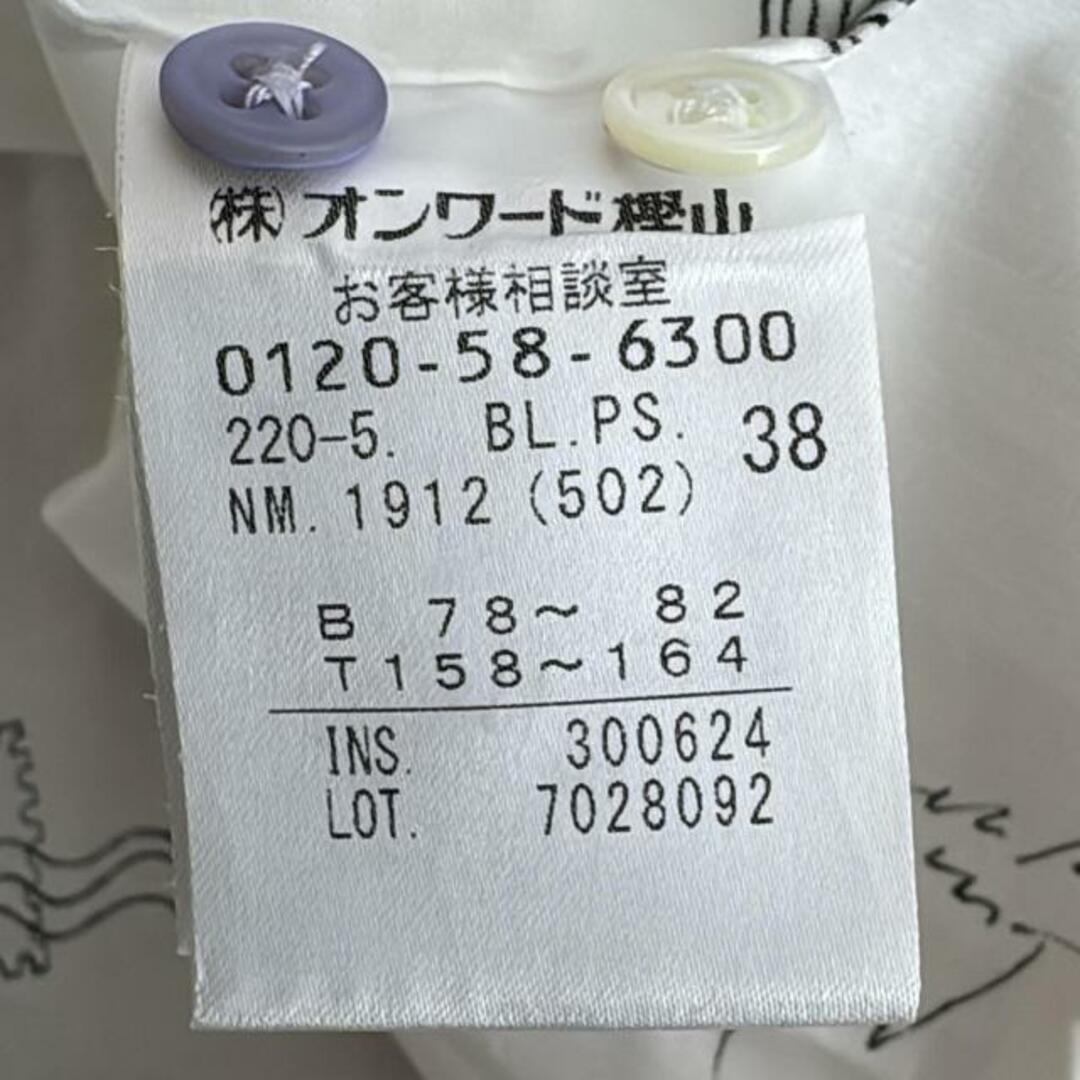 ㈱オンワード樫山
お客様相談室
0120-58-6300
220-5. BL.PS. 38
NM. 1912 (502)
B 78～ 82
T158～164
INS. 300624
LOT. 7028092